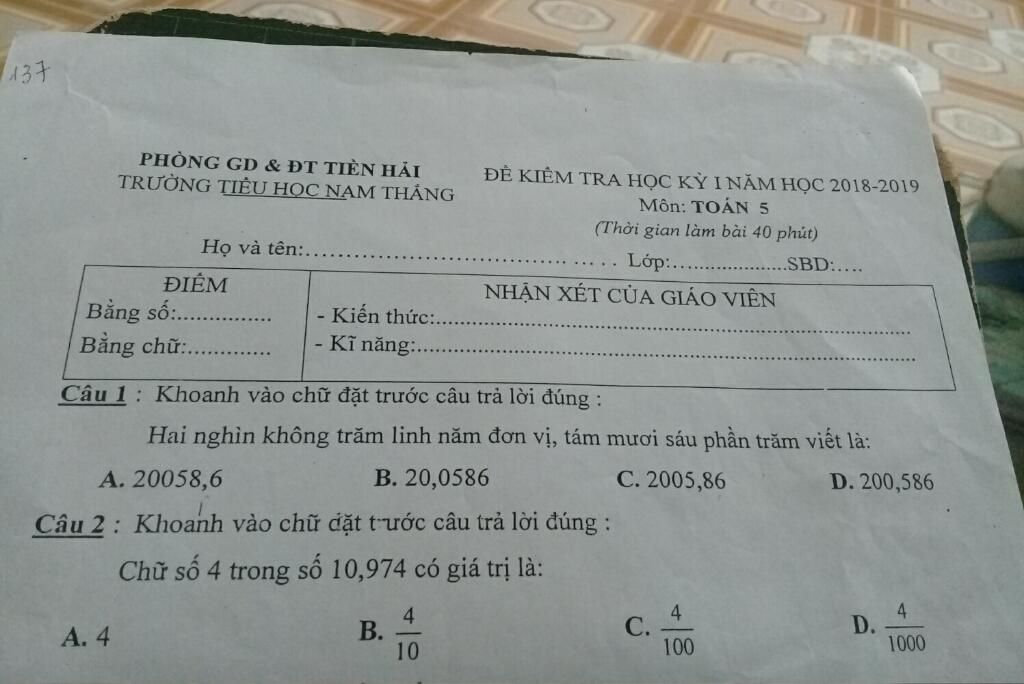 137
PHÒNG GD & ĐT TIỀN HẢI
TRƯỜNG TIỂU HỌC NAM THẮNG
ĐỀ KIỂM TRA HỌC KỲ I NĂM HỌC 2018-2019
Môn: TOÁN 5
(Thời gian làm bài 40 phút)
Họ và tên:.................................... ... .. Lớp:......................SBD:....
ĐIỂM
Bằng số:...............
Bằng chữ:.............
NHẬN XÉT CỦA GIÁO VIÊN
- Kiến thức:................................................................................
- Kĩ năng:....................................................................................
Câu 1 : Khoanh vào chữ đặt trước câu trả lời đúng :
Hai nghìn không trăm linh năm đơn vị, tám mươi sáu phần trăm viết là:
A. 20058,6 B. 20,0586 C. 2005,86 D. 200,586
Câu 2 : Khoanh vào chữ đặt trước câu trả lời đúng :
Chữ số 4 trong số 10,974 có giá trị là:
A. 4 B. 4/10 C. 4/100 D. 4/1000